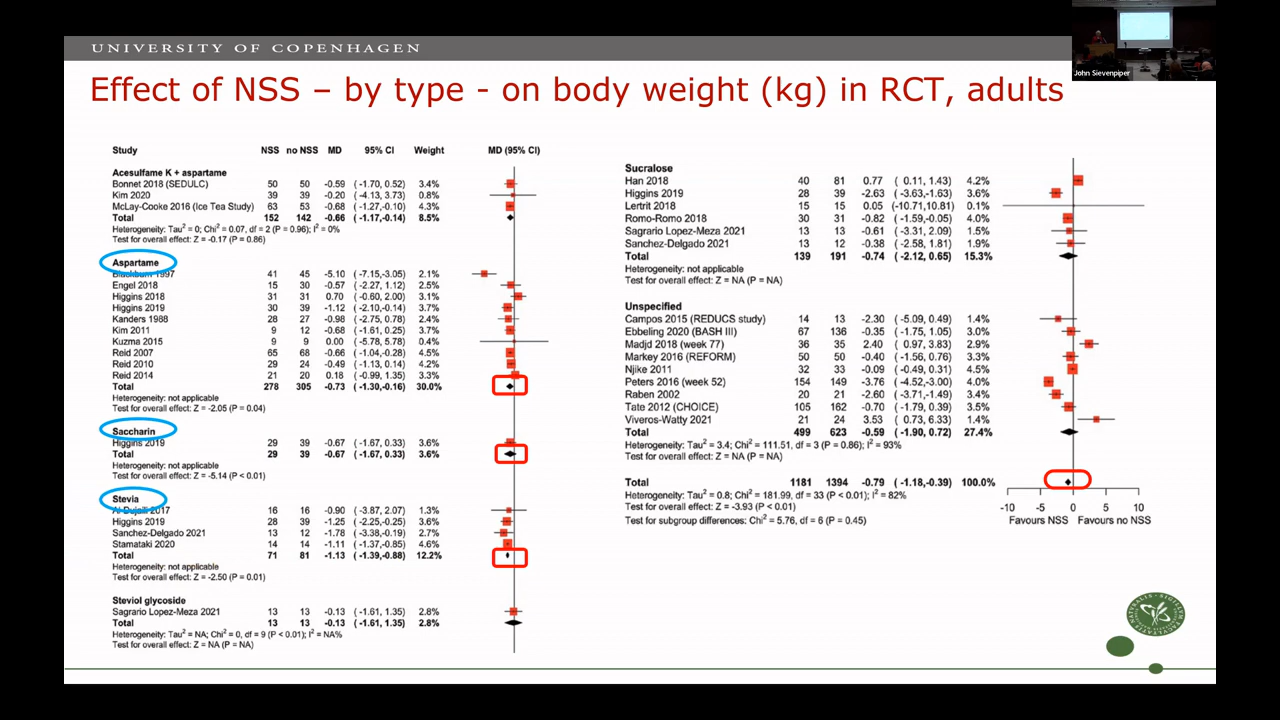 UNIVERSITY OF COPENHAGEN
John Sievenpiper
Effect of NSS – by type - on body weight (kg) in RCT, adults
Study NSS no NSS MD 95% CI Weight MD (95% CI)
Acesulfame K + aspartame
Bonnet 2018 (SEDULC) 50 50 -0.59 (-1.70, 0.52) 3.4%
Kim 2020 39 39 -0.20 (-4.13, 3.73) 0.8%
McLay-Cooke 2016 (Ice Tea Study) 63 53 -0.68 (-1.27, -0.10) 4.2%
Total 152 142 -0.66 (-1.17,-0.14) 8.5%
Heterogeneity: Tau² = 0; Chi² = 0.07, df = 2 (P = 0.96); I² = 0%
Test for overall effect: Z = -0.17 (P = 0.86)
Aspartame
Blackburn 1997 41 45 -5.10 (-7.15,-3.05) 2.1%
Engel 2018 15 30 -0.57 (-2.27, 1.12) 2.6%
Higgins 2018 31 31 0.70 (-0.60, 2.00) 3.1%
Higgins 2019 30 39 -1.12 (-2.10,-0.14) 3.7%
Kanders 1988 28 27 -0.98 (-2.75, 0.78) 2.5%
Kim 2011 9 12 -0.68 (-1.61, 0.25) 3.7%
Kuzma 2015 9 9 0.00 (-5.78, 5.78) 0.4%
Reid 2007 65 68 -0.66 (-1.04,-0.28) 4.5%
Reid 2010 29 24 -0.49 (-1.13, 0.14) 4.2%
Reid 2014 21 20 0.18 (-0.99, 1.35) 3.3%
Total 278 305 -0.73 (-1.30,-0.16) 30.0%
Heterogeneity: not applicable
Test for overall effect: Z = -2.05 (P = 0.04)
Saccharin
Higgins 2019 29 39 -0.67 (-1.67, 0.33) 3.6%
Total 29 39 -0.67 (-1.67, 0.33) 3.6%
Heterogeneity: not applicable
Test for overall effect: Z = -5.14 (P < 0.01)
Stevia
Al-Dujaili 2017 16 16 -0.90 (-3.87, 2.07) 1.3%
Higgins 2019 28 39 -1.25 (-2.25,-0.25) 3.6%
Sanchez-Delgado 2021 13 12 -1.78 (-3.38,-0.19) 2.7%
Stamataki 2020 14 14 -1.11 (-1.37,-0.85) 4.6%
Total 71 81 -1.13 (-1.39,-0.88) 12.2%
Heterogeneity: not applicable
Test for overall effect: Z = -2.50 (P = 0.01)
Steviol glycoside
Sagrario Lopez-Meza 2021 13 13 -0.13 (-1.61, 1.35) 2.8%
Total 13 13 -0.13 (-1.61, 1.35) 2.8%
Heterogeneity: Tau² = NA; Chi² = 0, df = 9 (P < 0.01); I² = NA%
Test for overall effect: Z = NA (P = NA)
Sucralose
Han 2018 40 81 0.77 ( 0.11, 1.43) 4.2%
Higgins 2019 28 39 -2.63 (-3.63,-1.63) 3.6%
Lertrit 2018 15 15 0.05 (-10.71,10.81) 0.1%
Romo-Romo 2018 30 31 -0.82 (-1.59,-0.05) 4.0%
Sagrario Lopez-Meza 2021 13 13 -0.61 (-3.31, 2.09) 1.5%
Sanchez-Delgado 2021 13 12 -0.38 (-2.58, 1.81) 1.9%
Total 139 191 -0.74 (-2.12, 0.65) 15.3%
Heterogeneity: not applicable
Test for overall effect: Z = NA (P = NA)
Unspecified
Campos 2015 (REDUCS study) 14 13 -2.30 (-5.09, 0.49) 1.4%
Ebbeling 2020 (BASH III) 67 136 -0.35 (-1.75, 1.05) 3.0%
Madjd 2018 (week 77) 36 35 2.40 ( 0.97, 3.83) 2.9%
Markey 2016 (REFORM) 50 50 -0.40 (-1.56, 0.76) 3.3%
Njike 2011 32 33 -0.09 (-0.49, 0.31) 4.5%
Peters 2016 (week 52) 154 149 -3.76 (-4.52,-3.00) 4.0%
Raben 2002 20 21 -2.60 (-3.71,-1.49) 3.4%
Tate 2012 (CHOICE) 105 162 -0.70 (-1.79, 0.39) 3.5%
Viveros-Watty 2021 21 24 3.53 ( 0.73, 6.33) 1.4%
Total 499 623 -0.59 (-1.90, 0.72) 27.4%
Heterogeneity: Tau² = 3.4; Chi² = 111.51, df = 3 (P = 0.86); I² = 93%
Test for overall effect: Z = NA (P = NA)
Total 1181 1394 -0.79 (-1.18,-0.39) 100.0%
Heterogeneity: Tau² = 0.8; Chi² = 181.99, df = 33 (P < 0.01); I² = 82%
Test for overall effect: Z = -3.93 (P < 0.01)
Test for subgroup differences: Chi² = 5.76, df = 6 (P = 0.45)
-10 -5 0 5 10
Favours NSS Favours no NSS